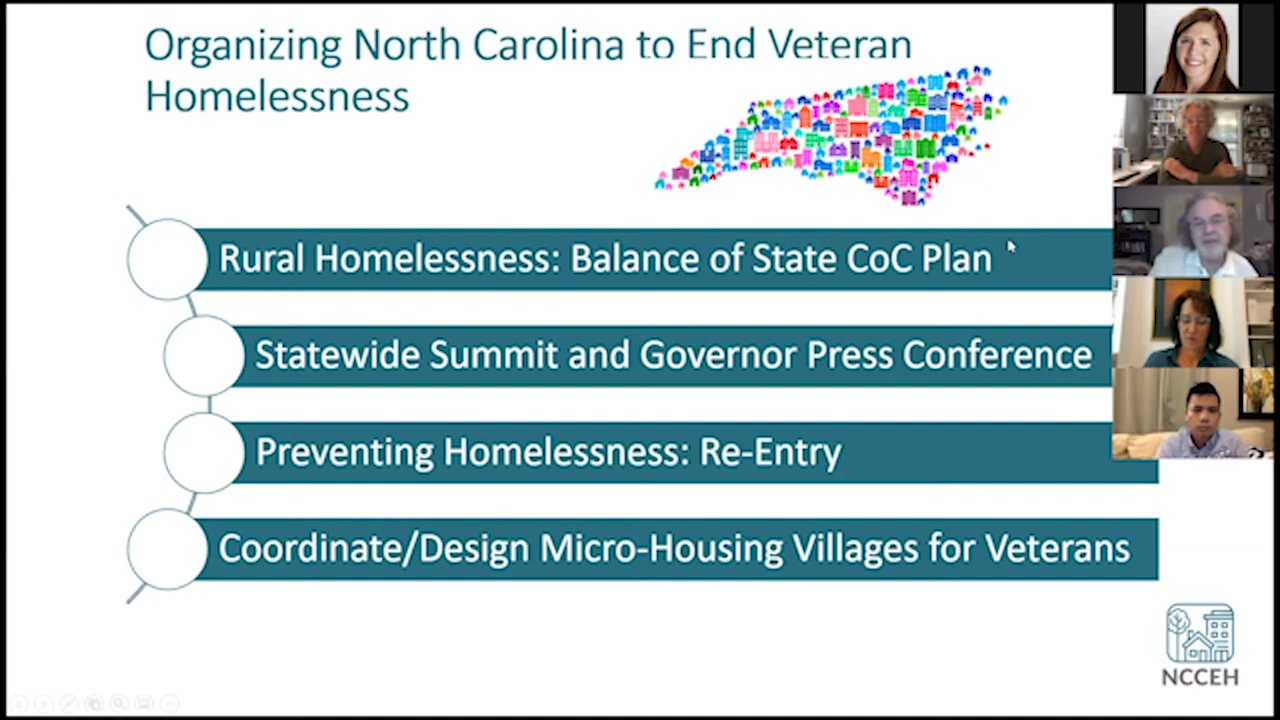 Organizing North Carolina to End Veteran
Homelessness
Rural Homelessness: Balance of State CoC Plan
Statewide Summit and Governor Press Conference
Preventing Homelessness: Re-Entry
Coordinate/Design Micro-Housing Villages for Veterans
NCCEH